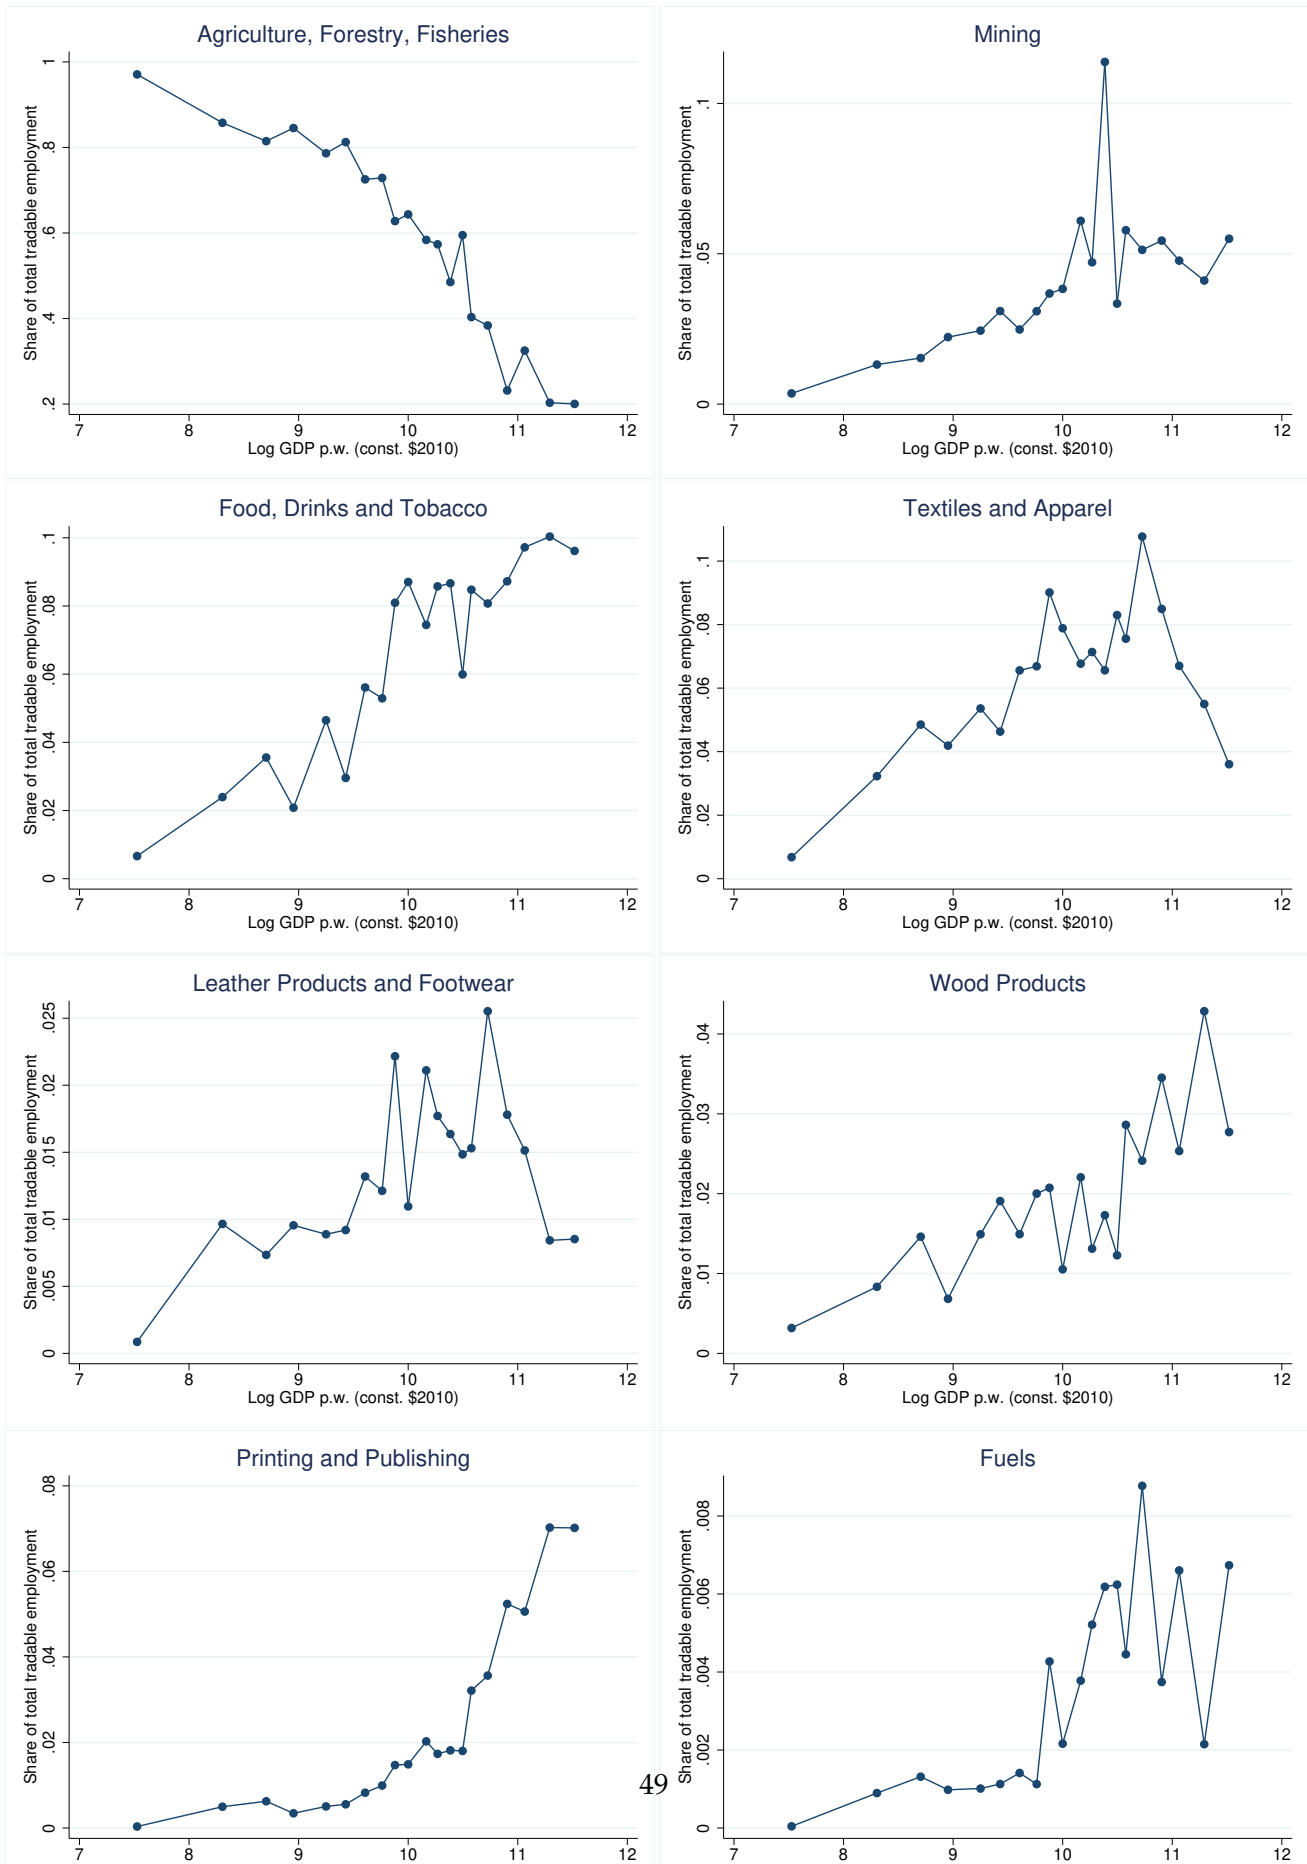 Agriculture, Forestry, Fisheries
Share of total tradable employment
1
.8
.6
.4
.2
7 8 9 10 11 12
Log GDP p.w. (const. $2010)
Mining
Share of total tradable employment
.1
.05
0
7 8 9 10 11 12
Log GDP p.w. (const. $2010)
Food, Drinks and Tobacco
Share of total tradable employment
.1
.08
.06
.04
.02
0
7 8 9 10 11 12
Log GDP p.w. (const. $2010)
Textiles and Apparel
Share of total tradable employment
.1
.08
.06
.04
.02
0
7 8 9 10 11 12
Log GDP p.w. (const. $2010)
Leather Products and Footwear
Share of total tradable employment
.025
.02
.015
.01
.005
0
7 8 9 10 11 12
Log GDP p.w. (const. $2010)
Wood Products
Share of total tradable employment
.04
.03
.02
.01
0
7 8 9 10 11 12
Log GDP p.w. (const. $2010)
Printing and Publishing
Share of total tradable employment
.08
.06
.04
.02
0
7 8 9 10 11 12
Fuels
Share of total tradable employment
.008
.006
.004
.002
0
7 8 9 10 11 12
49